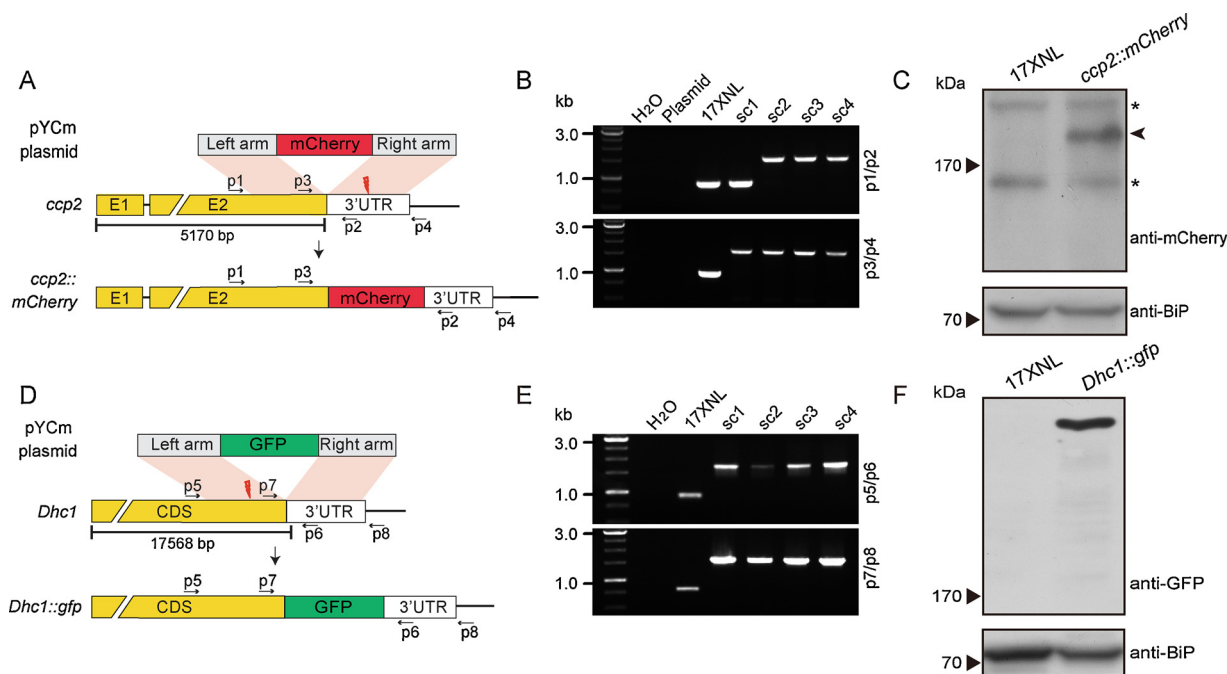 A
pYCm
plasmid
Left arm
mCherry
Right arm
p1
p3
ccp2
E1
E2
3'UTR
p2
p4
5170 bp
ccp2::
mCherry
p1
p3
E1
E2
mCherry
3'UTR
p2
p4
B
kb
H2O
Plasmid
17XNL
sc1
sc2
sc3
sc4
3.0
1.0
p1/p2
3.0
1.0
p3/p4
C
kDa
17XNL
ccp2::mCherry
*
170
*
anti-mCherry
70
anti-BiP
D
pYCm
plasmid
Left arm
GFP
Right arm
p5
p7
Dhc1
CDS
3'UTR
p6
p8
17568 bp
p5
p7
Dhc1::gfp
CDS
GFP
3'UTR
p6
p8
E
kb
H2O
17XNL
sc1
sc2
sc3
sc4
3.0
1.0
p5/p6
3.0
1.0
p7/p8
F
kDa
17XNL
Dhc1::gfp
170
anti-GFP
70
anti-BiP